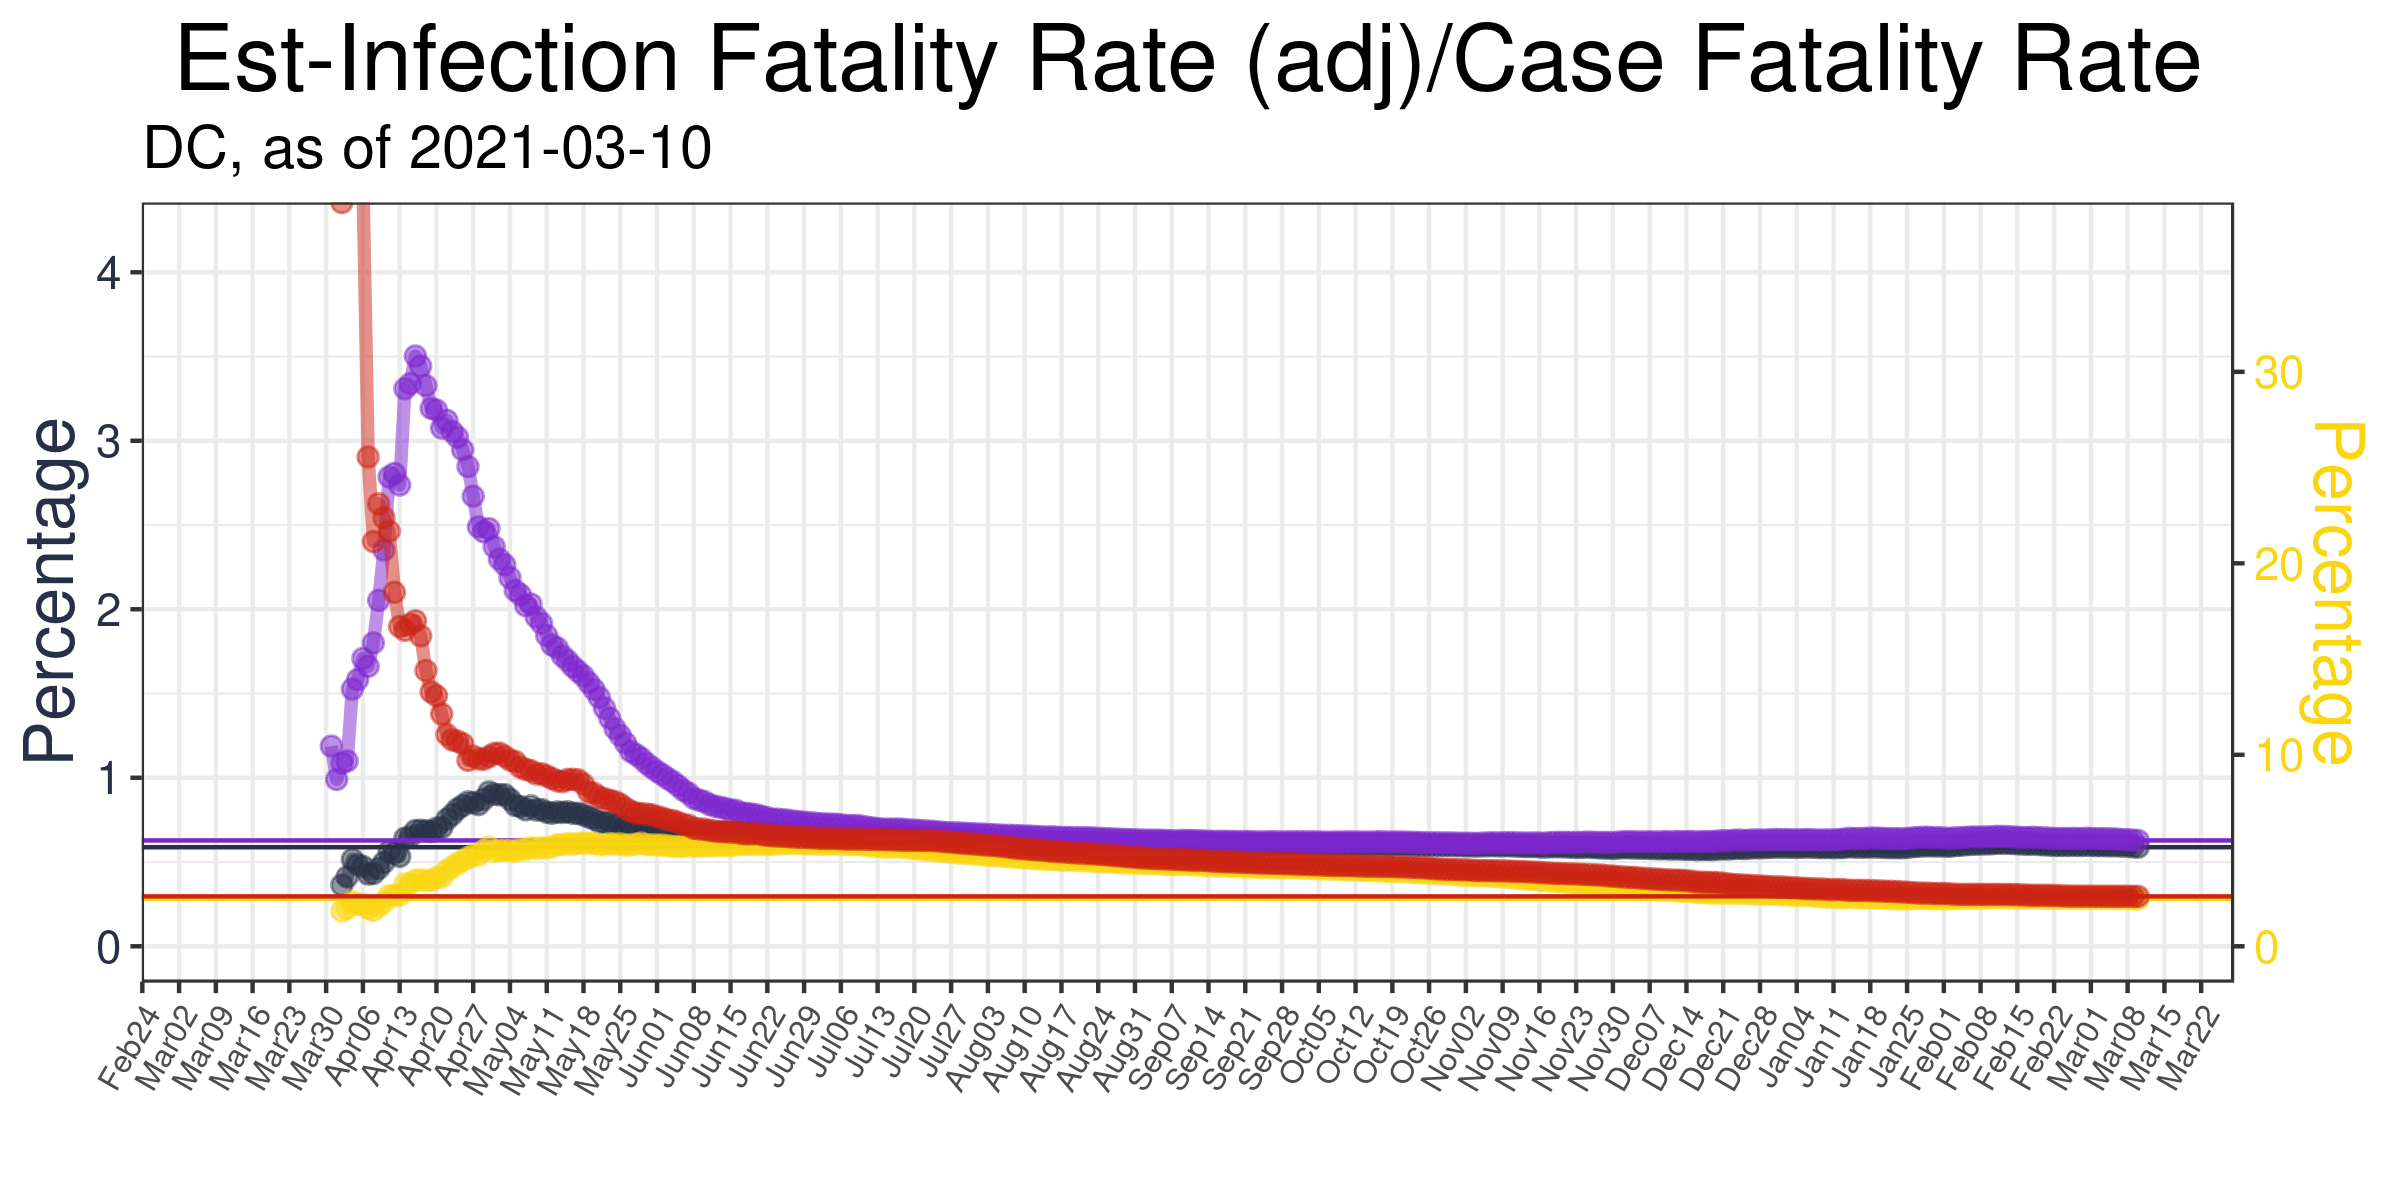 Est-Infection Fatality Rate (adj)/Case Fatality Rate
DC, as of 2021-03-10
Percentage
4
3
2
1
0
30
20
10
0
Percentage
Feb24
Mar02
Mar09
Mar16
Mar23
Mar30
Apr06
Apr13
Apr20
Apr27
May04
May11
May18
May25
Jun01
Jun08
Jun15
Jun22
Jun29
Jul06
Jul13
Jul20
Jul27
Aug03
Aug10
Aug17
Aug24
Aug31
Sep07
Sep14
Sep21
Sep28
Oct05
Oct12
Oct19
Oct26
Nov02
Nov09
Nov16
Nov23
Nov30
Dec07
Dec14
Dec21
Dec28
Jan04
Jan11
Jan18
Jan25
Feb01
Feb08
Feb15
Feb22
Mar01
Mar08
Mar15
Mar22